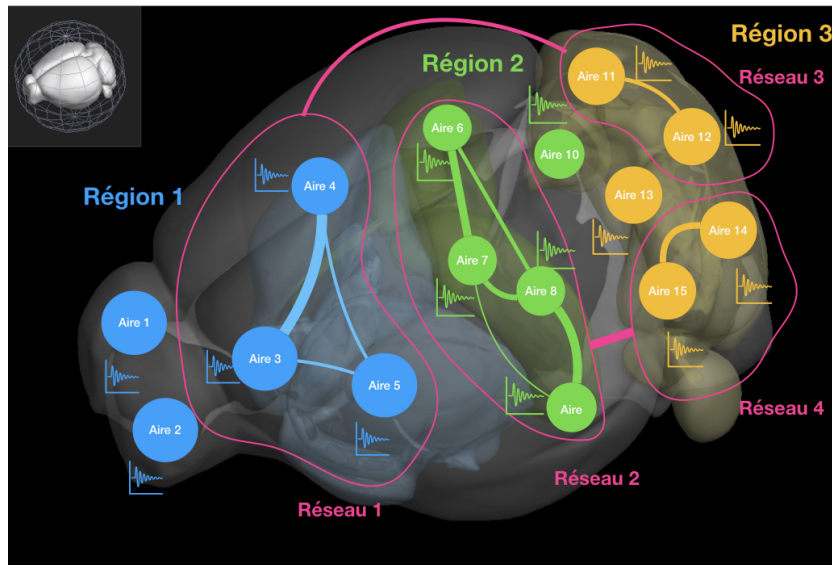 Région 1
Région 2
Région 3
Réseau 3
Aire 11
Aire 12
Aire 6
Aire 10
Aire 4
Aire 13
Aire 14
Aire 7
Aire 8
Aire 15
Aire 1
Aire 3
Aire 5
Aire 2
Aire
Réseau 4
Réseau 2
Réseau 1